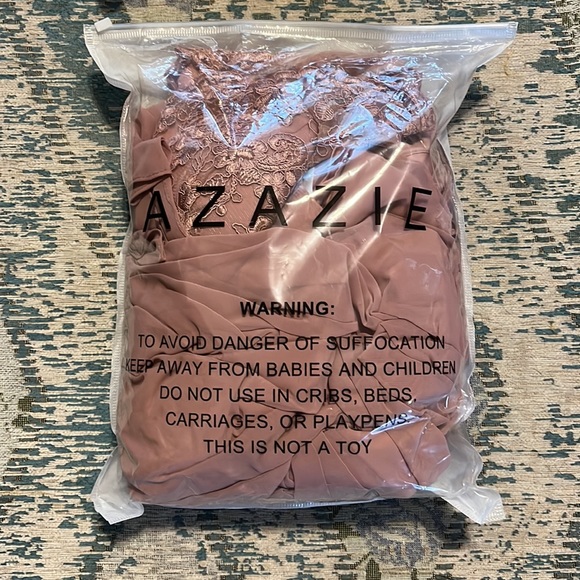 AZAZIE
WARNING:
TO AVOID DANGER OF SUFFOCATION
KEEP AWAY FROM BABIES AND CHILDREN
DO NOT USE IN CRIBS, BEDS,
CARRIAGES, OR PLAYPENS.
THIS IS NOT A TOY